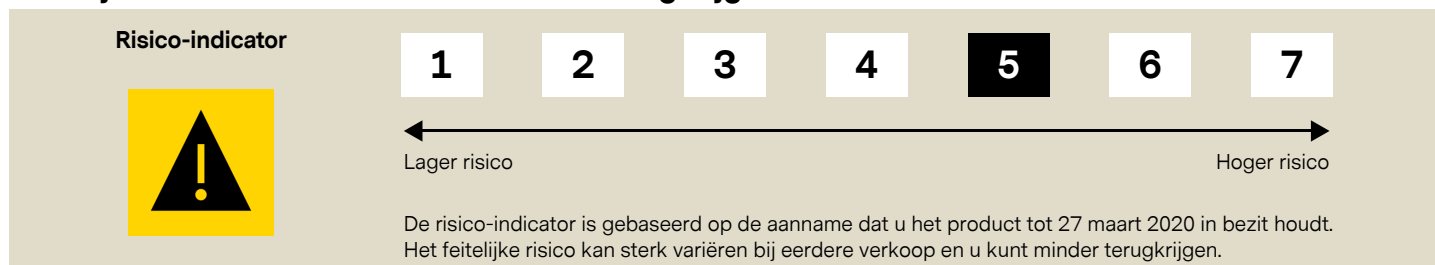 Risico-indicator
1 2 3 4 5 6 7
Lager risico Hoger risico
De risico-indicator is gebaseerd op de aanname dat u het product tot 27 maart 2020 in bezit houdt.
Het feitelijke risico kan sterk variëren bij eerdere verkoop en u kunt minder terugkrijgen.